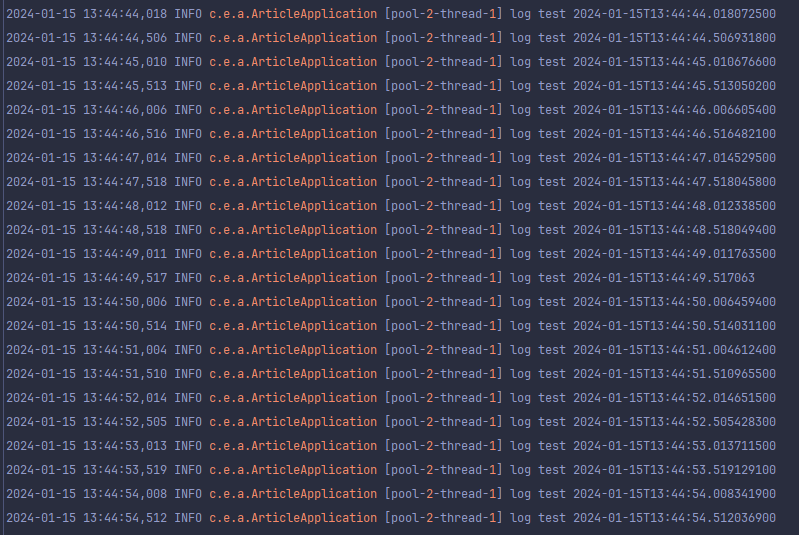 2024-01-15 13:44:44,018 INFO c.e.a.ArticleApplication [pool-2-thread-1] log test 2024-01-15T13:44:44.018072500
2024-01-15 13:44:44,506 INFO c.e.a.ArticleApplication [pool-2-thread-1] log test 2024-01-15T13:44:44.506931800
2024-01-15 13:44:45,010 INFO c.e.a.ArticleApplication [pool-2-thread-1] log test 2024-01-15T13:44:45.010676600
2024-01-15 13:44:45,513 INFO c.e.a.ArticleApplication [pool-2-thread-1] log test 2024-01-15T13:44:45.513050200
2024-01-15 13:44:46,006 INFO c.e.a.ArticleApplication [pool-2-thread-1] log test 2024-01-15T13:44:46.006605400
2024-01-15 13:44:46,516 INFO c.e.a.ArticleApplication [pool-2-thread-1] log test 2024-01-15T13:44:46.516482100
2024-01-15 13:44:47,014 INFO c.e.a.ArticleApplication [pool-2-thread-1] log test 2024-01-15T13:44:47.014529500
2024-01-15 13:44:47,518 INFO c.e.a.ArticleApplication [pool-2-thread-1] log test 2024-01-15T13:44:47.518045800
2024-01-15 13:44:48,012 INFO c.e.a.ArticleApplication [pool-2-thread-1] log test 2024-01-15T13:44:48.012338500
2024-01-15 13:44:48,518 INFO c.e.a.ArticleApplication [pool-2-thread-1] log test 2024-01-15T13:44:48.518049400
2024-01-15 13:44:49,011 INFO c.e.a.ArticleApplication [pool-2-thread-1] log test 2024-01-15T13:44:49.011763500
2024-01-15 13:44:49,517 INFO c.e.a.ArticleApplication [pool-2-thread-1] log test 2024-01-15T13:44:49.517063
2024-01-15 13:44:50,006 INFO c.e.a.ArticleApplication [pool-2-thread-1] log test 2024-01-15T13:44:50.006459400
2024-01-15 13:44:50,514 INFO c.e.a.ArticleApplication [pool-2-thread-1] log test 2024-01-15T13:44:50.514031100
2024-01-15 13:44:51,004 INFO c.e.a.ArticleApplication [pool-2-thread-1] log test 2024-01-15T13:44:51.004612400
2024-01-15 13:44:51,510 INFO c.e.a.ArticleApplication [pool-2-thread-1] log test 2024-01-15T13:44:51.510965500
2024-01-15 13:44:52,014 INFO c.e.a.ArticleApplication [pool-2-thread-1] log test 2024-01-15T13:44:52.014651500
2024-01-15 13:44:52,505 INFO c.e.a.ArticleApplication [pool-2-thread-1] log test 2024-01-15T13:44:52.505428300
2024-01-15 13:44:53,013 INFO c.e.a.ArticleApplication [pool-2-thread-1] log test 2024-01-15T13:44:53.013711500
2024-01-15 13:44:53,519 INFO c.e.a.ArticleApplication [pool-2-thread-1] log test 2024-01-15T13:44:53.519129100
2024-01-15 13:44:54,008 INFO c.e.a.ArticleApplication [pool-2-thread-1] log test 2024-01-15T13:44:54.008341900
2024-01-15 13:44:54,512 INFO c.e.a.ArticleApplication [pool-2-thread-1] log test 2024-01-15T13:44:54.512036900